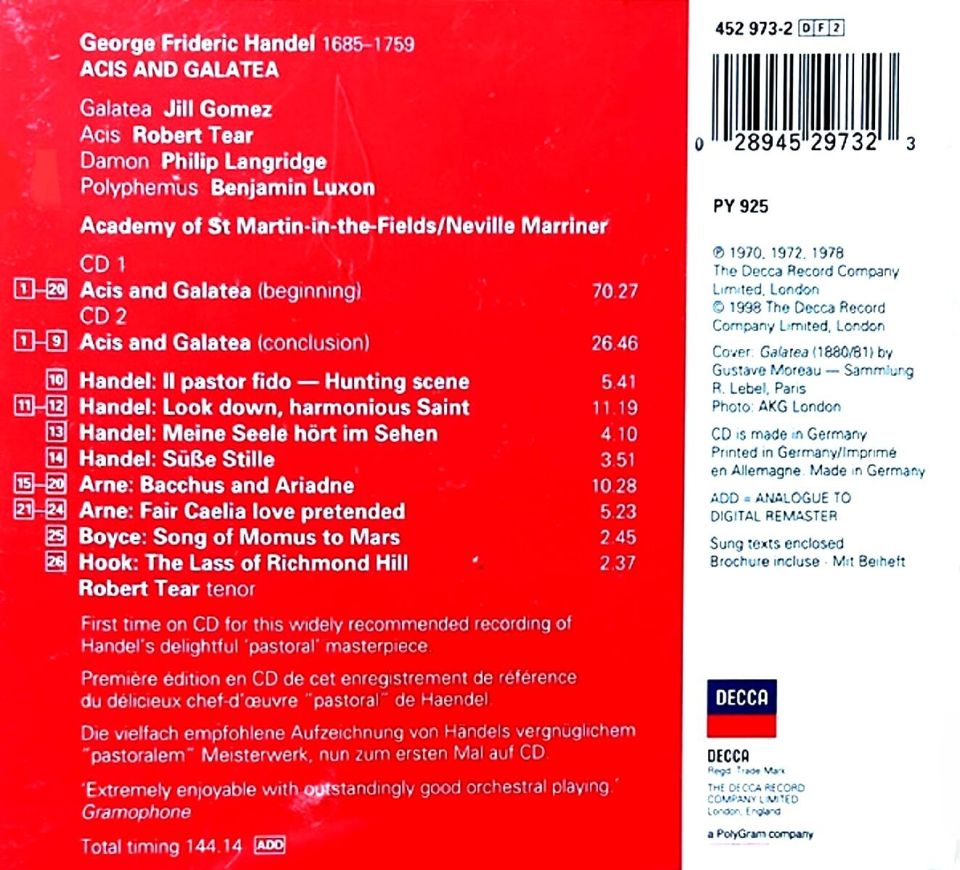 George Frideric Handel 1685–1759
ACIS AND GALATEA
Galatea Jill Gomez
Acis Robert Tear
Damon Philip Langridge
Polyphemus Benjamin Luxon
Academy of St Martin-in-the-Fields/Neville Marriner
CD 1
1–20 Acis and Galatea (beginning) 70.27
CD 2
1–9 Acis and Galatea (conclusion) 26.46
10 Handel: Il pastor fido — Hunting scene 5.41
11–12 Handel: Look down, harmonious Saint 11.19
13 Handel: Meine Seele hört im Sehen 4.10
14 Handel: Süße Stille 3.51
15–20 Arne: Bacchus and Ariadne 10.28
21–24 Arne: Fair Caelia love pretended 5.23
25 Boyce: Song of Momus to Mars 2.45
26 Hook: The Lass of Richmond Hill 2.37
Robert Tear tenor
First time on CD for this widely recommended recording of
Handel's delightful 'pastoral' masterpiece.
Première édition en CD de cet enregistrement de référence
du délicieux chef-d'œuvre "pastoral" de Haendel.
Die vielfach empfohlene Aufzeichnung von Händels vergnüglichem
"pastoralem" Meisterwerk, nun zum ersten Mal auf CD.
'Extremely enjoyable with outstandingly good orchestral playing.'
Gramophone
Total timing 144.14 ADD
452 973-2 D F 2
0 28945 29732 3
PY 925
℗ 1970, 1972, 1978
The Decca Record Company
Limited, London
© 1998 The Decca Record
Company Limited, London
Cover: Galatea (1880/81) by
Gustave Moreau — Sammlung
R. Lebel, Paris
Photo: AKG London
CD is made in Germany
Printed in Germany/Imprimé
en Allemagne. Made in Germany
ADD = ANALOGUE TO
DIGITAL REMASTER
Sung texts enclosed
Brochure incluse · Mit Beiheft
DECCA
DECCA
Regd. Trade Mark
THE DECCA RECORD
COMPANY LIMITED
London, England
a PolyGram company